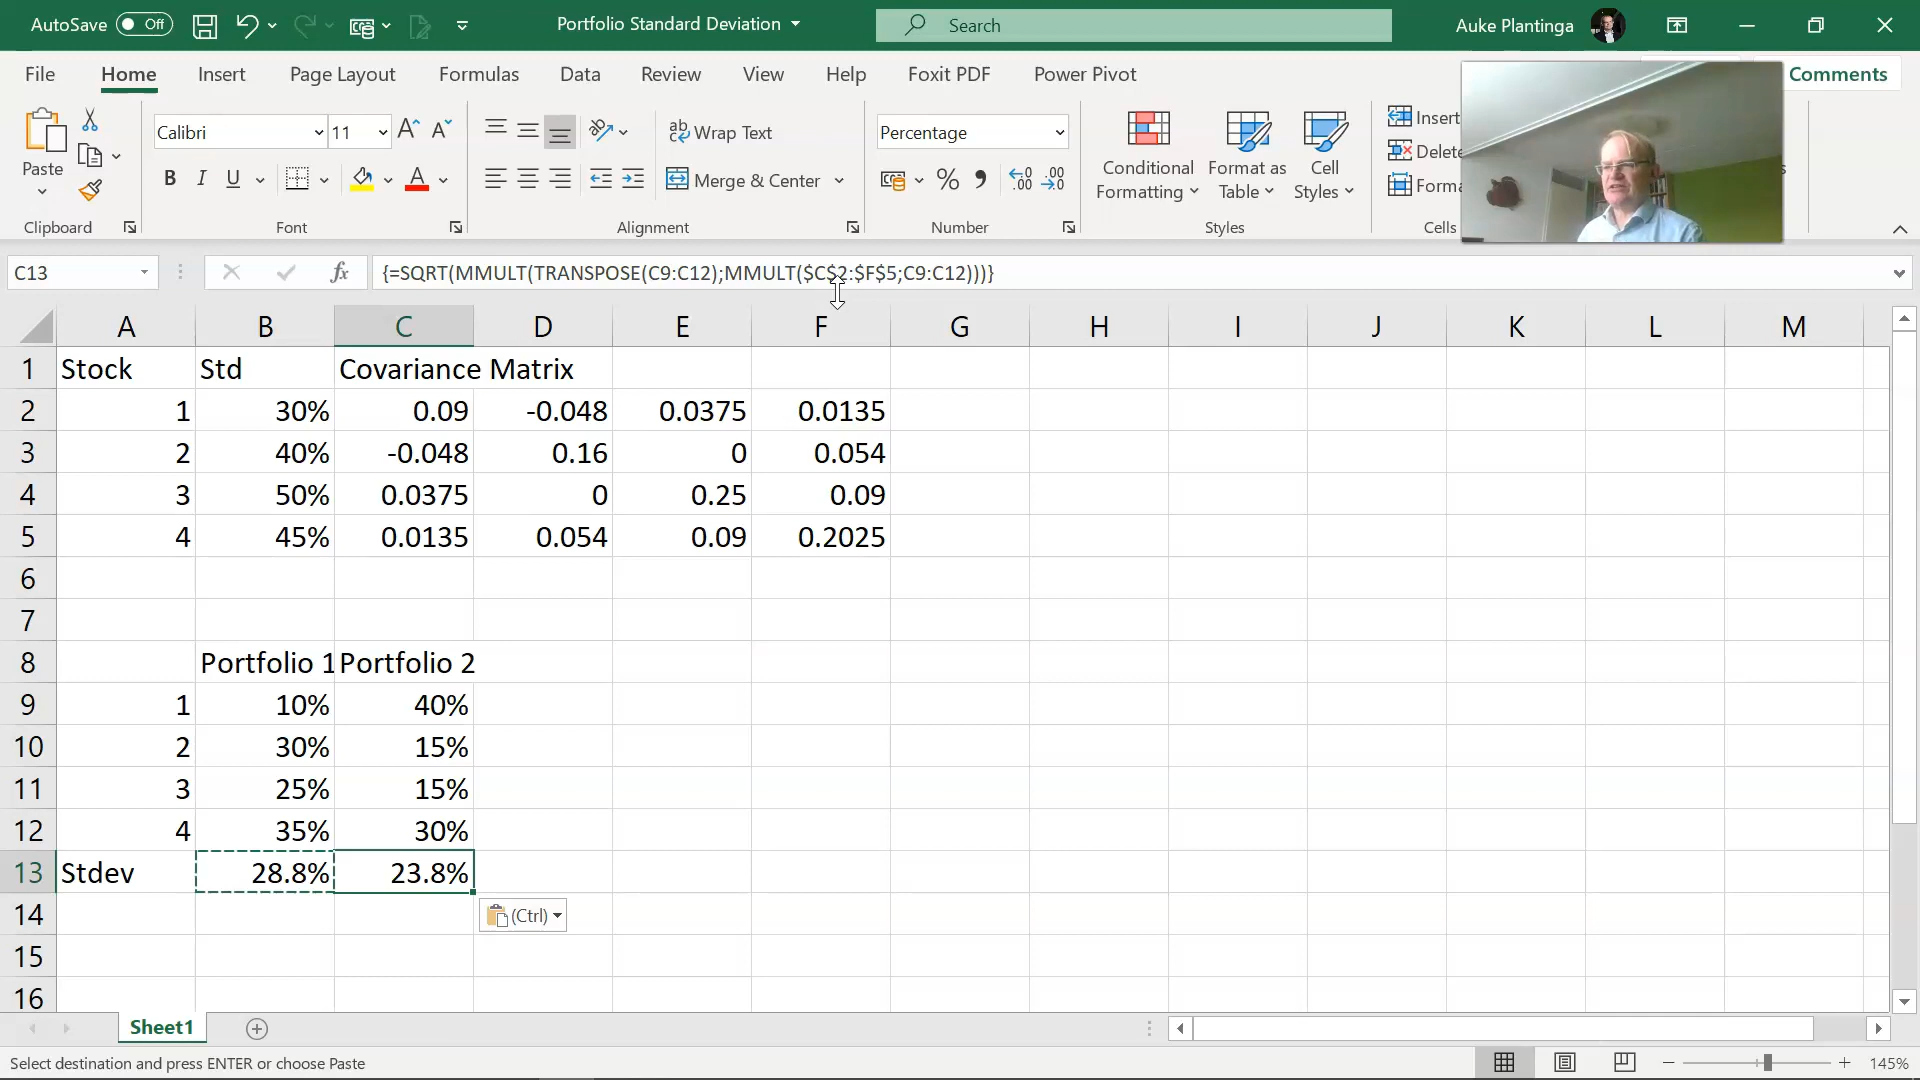 AutoSave Off Portfolio Standard Deviation Search Auke Plantinga
File Home Insert Page Layout Formulas Data Review View Help Foxit PDF Power Pivot Comments
Paste
Calibri 11
B I U A
Wrap Text
Merge & Center
Percentage
Conditional Formatting
Format as Table
Cell Styles
Insert
Delete
Forma
Clipboard Font Alignment Number Styles Cells
C13 fx {=SQRT(MMULT(TRANSPOSE(C9:C12);MMULT($C$2:$F$5;C9:C12)))}
A B C D E F G H I J K L M
1 Stock Std Covariance Matrix
2 1 30% 0.09 -0.048 0.0375 0.0135
3 2 40% -0.048 0.16 0 0.054
4 3 50% 0.0375 0 0.25 0.09
5 4 45% 0.0135 0.054 0.09 0.2025
6
7
8 Portfolio 1 Portfolio 2
9 1 10% 40%
10 2 30% 15%
11 3 25% 15%
12 4 35% 30%
13 Stdev 28.8% 23.8%
14 (Ctrl)
15
16
Sheet1
Select destination and press ENTER or choose Paste 145%